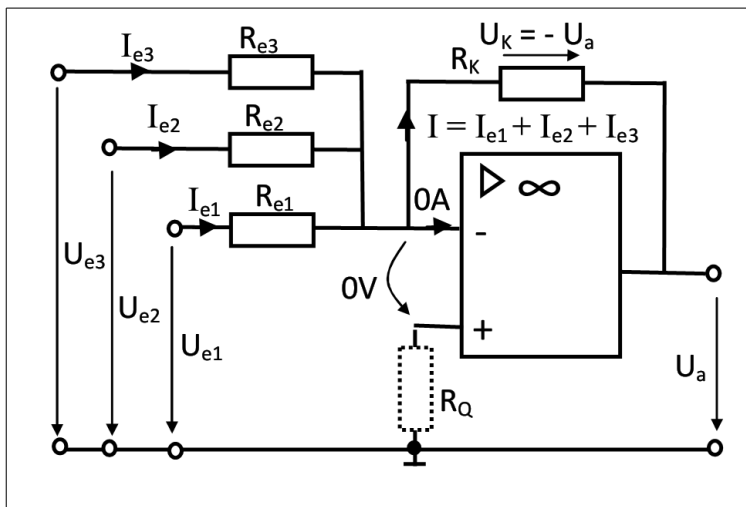 U_K = - U_a
I_e3
R_e3
R_K
I_e2
R_e2
I = I_e1 + I_e2 + I_e3
I_e1
R_e1
0A
∞
-
U_e3
0V
U_e2
+
U_e1
R_Q
U_a